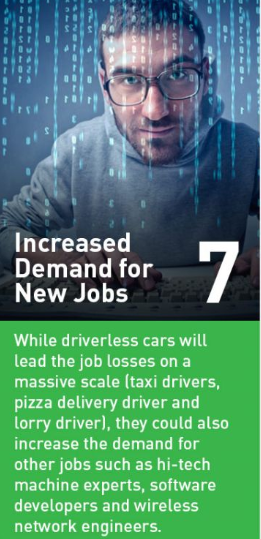 Increased
Demand for
New Jobs
7
While driverless cars will
lead the job losses on a
massive scale (taxi drivers,
pizza delivery driver and
lorry driver), they could also
increase the demand for
other jobs such as hi-tech
machine experts, software
developers and wireless
network engineers.